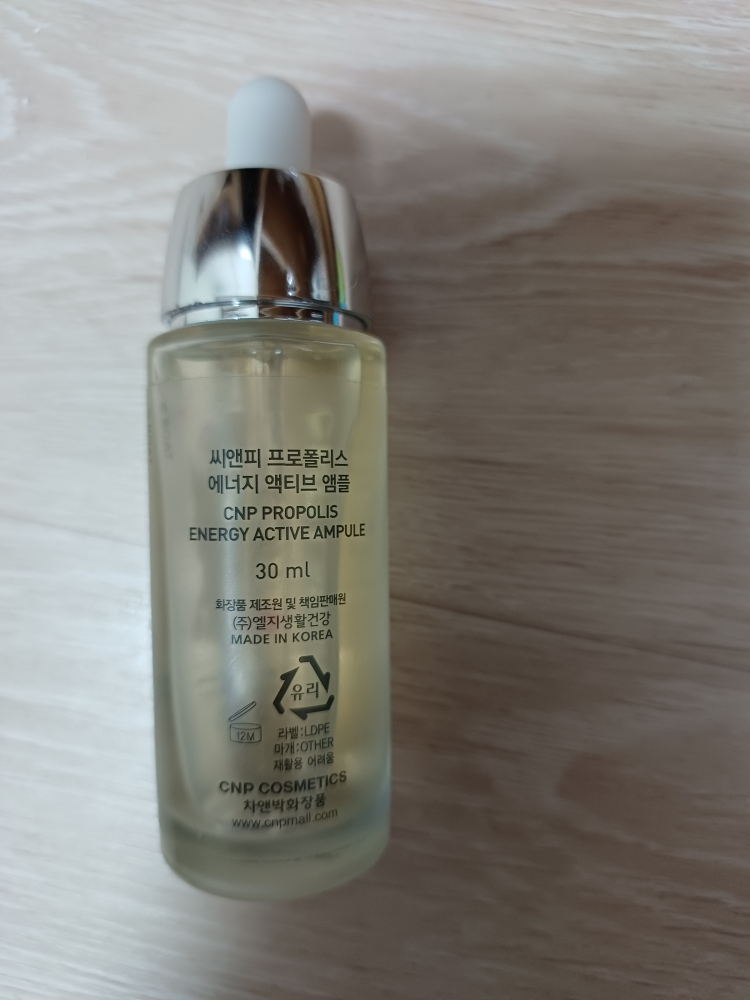 씨앤피 프로폴리스
에너지 액티브 앰플
CNP PROPOLIS
ENERGY ACTIVE AMPULE
30 ml
화장품 제조원 및 책임판매원
(주)엘지생활건강
MADE IN KOREA
유리
12M
라벨:LDPE
마개:OTHER
재활용 어려움
CNP COSMETICS
차앤박화장품
www.cnpmall.com